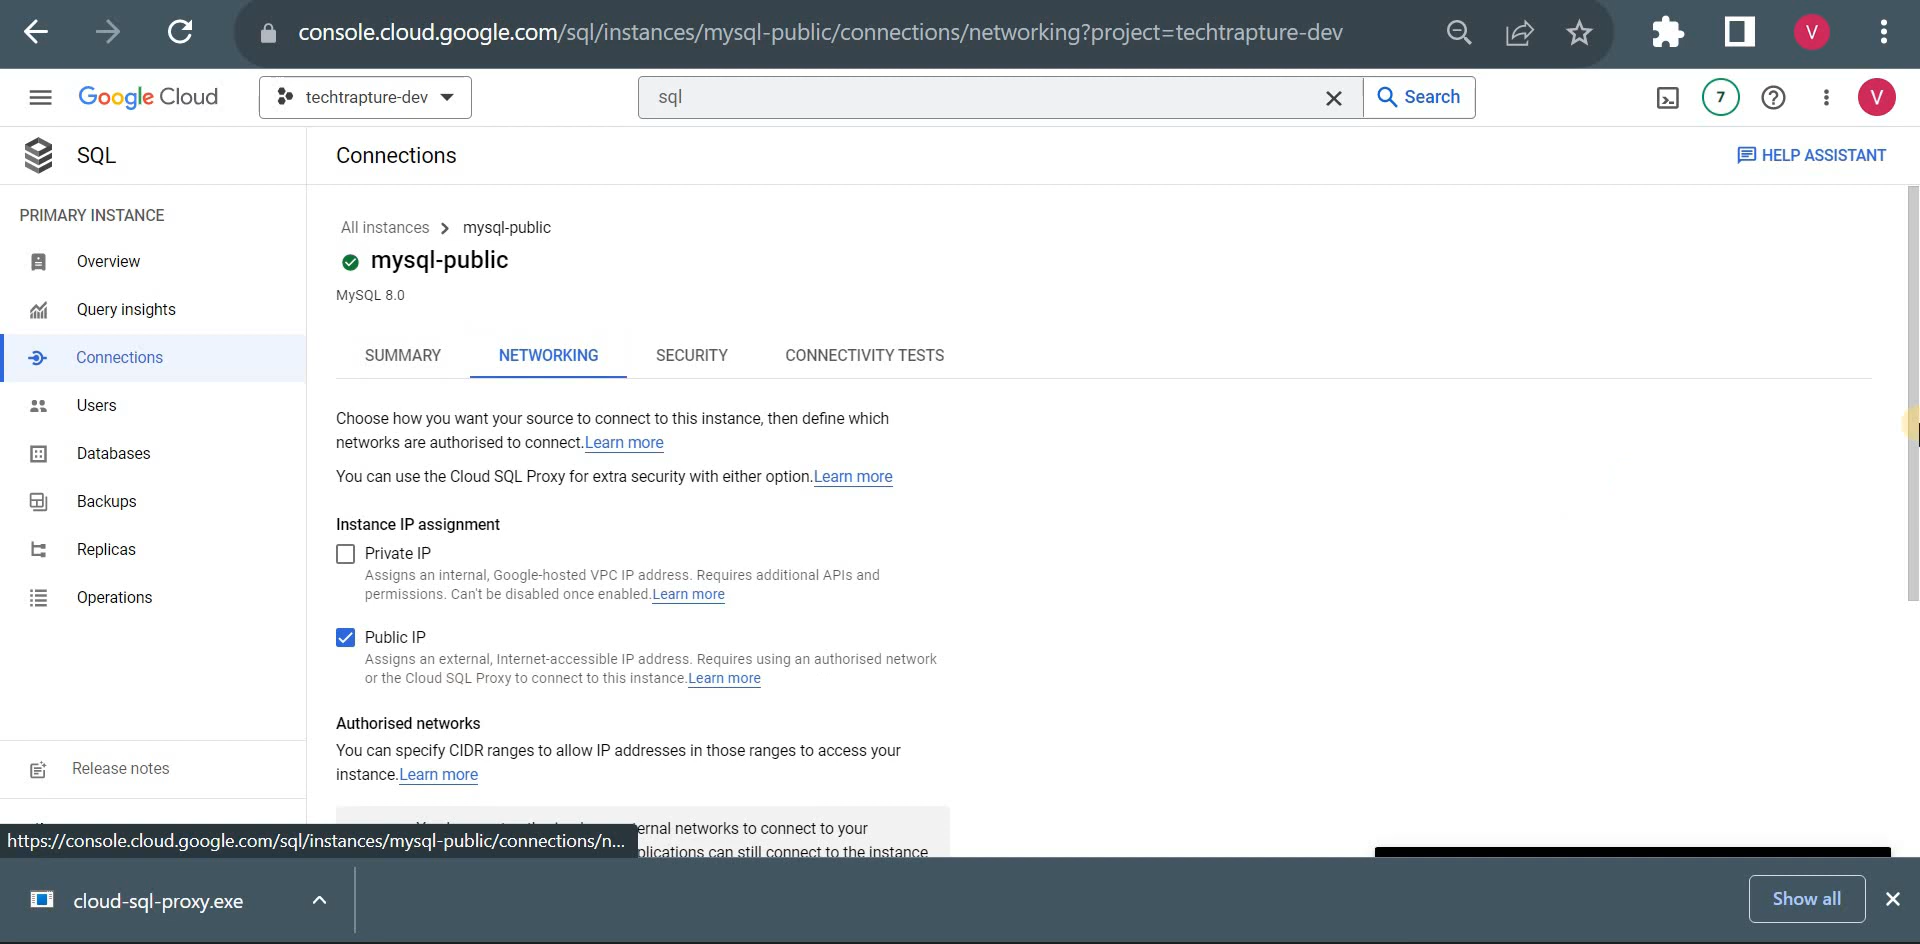 console.cloud.google.com/sql/instances/mysql-public/connections/networking?project=techtrapture-dev
V
Google Cloud
techtrapture-dev
sql
Search
7
V
SQL
Connections
HELP ASSISTANT
PRIMARY INSTANCE
Overview
Query insights
Connections
Users
Databases
Backups
Replicas
Operations
Release notes
All instances
mysql-public
mysql-public
MySQL 8.0
SUMMARY
NETWORKING
SECURITY
CONNECTIVITY TESTS
Choose how you want your source to connect to this instance, then define which
networks are authorised to connect.Learn more
You can use the Cloud SQL Proxy for extra security with either option.Learn more
Instance IP assignment
Private IP
Assigns an internal, Google-hosted VPC IP address. Requires additional APIs and
permissions. Can't be disabled once enabled.Learn more
Public IP
Assigns an external, Internet-accessible IP address. Requires using an authorised network
or the Cloud SQL Proxy to connect to this instance.Learn more
Authorised networks
You can specify CIDR ranges to allow IP addresses in those ranges to access your
instance.Learn more
networks to connect to your
can still connect to the instance
https://console.cloud.google.com/sql/instances/mysql-public/connections/n...
cloud-sql-proxy.exe
Show all